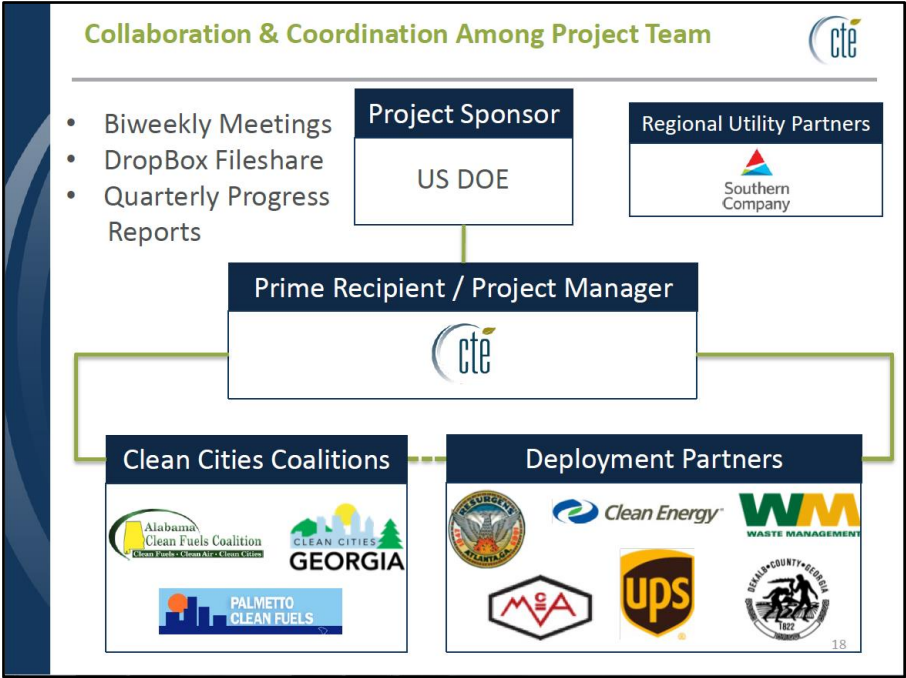 Collaboration & Coordination Among Project Team
cte
• Biweekly Meetings
• DropBox Fileshare
• Quarterly Progress
Reports
Project Sponsor
US DOE
Regional Utility Partners
Southern
Company
Prime Recipient / Project Manager
cte
Clean Cities Coalitions
Alabama
Clean Fuels Coalition
Clean Fuels • Clean Air • Clean Cities
CLEAN CITIES
GEORGIA
PALMETTO
CLEAN FUELS
Deployment Partners
RESURGENS
ATLANTA, GA.
1847
1865
Clean Energy
WM
WASTE MANAGEMENT
McA
ups
DEKALB•COUNTY•GEORGIA
1822
18